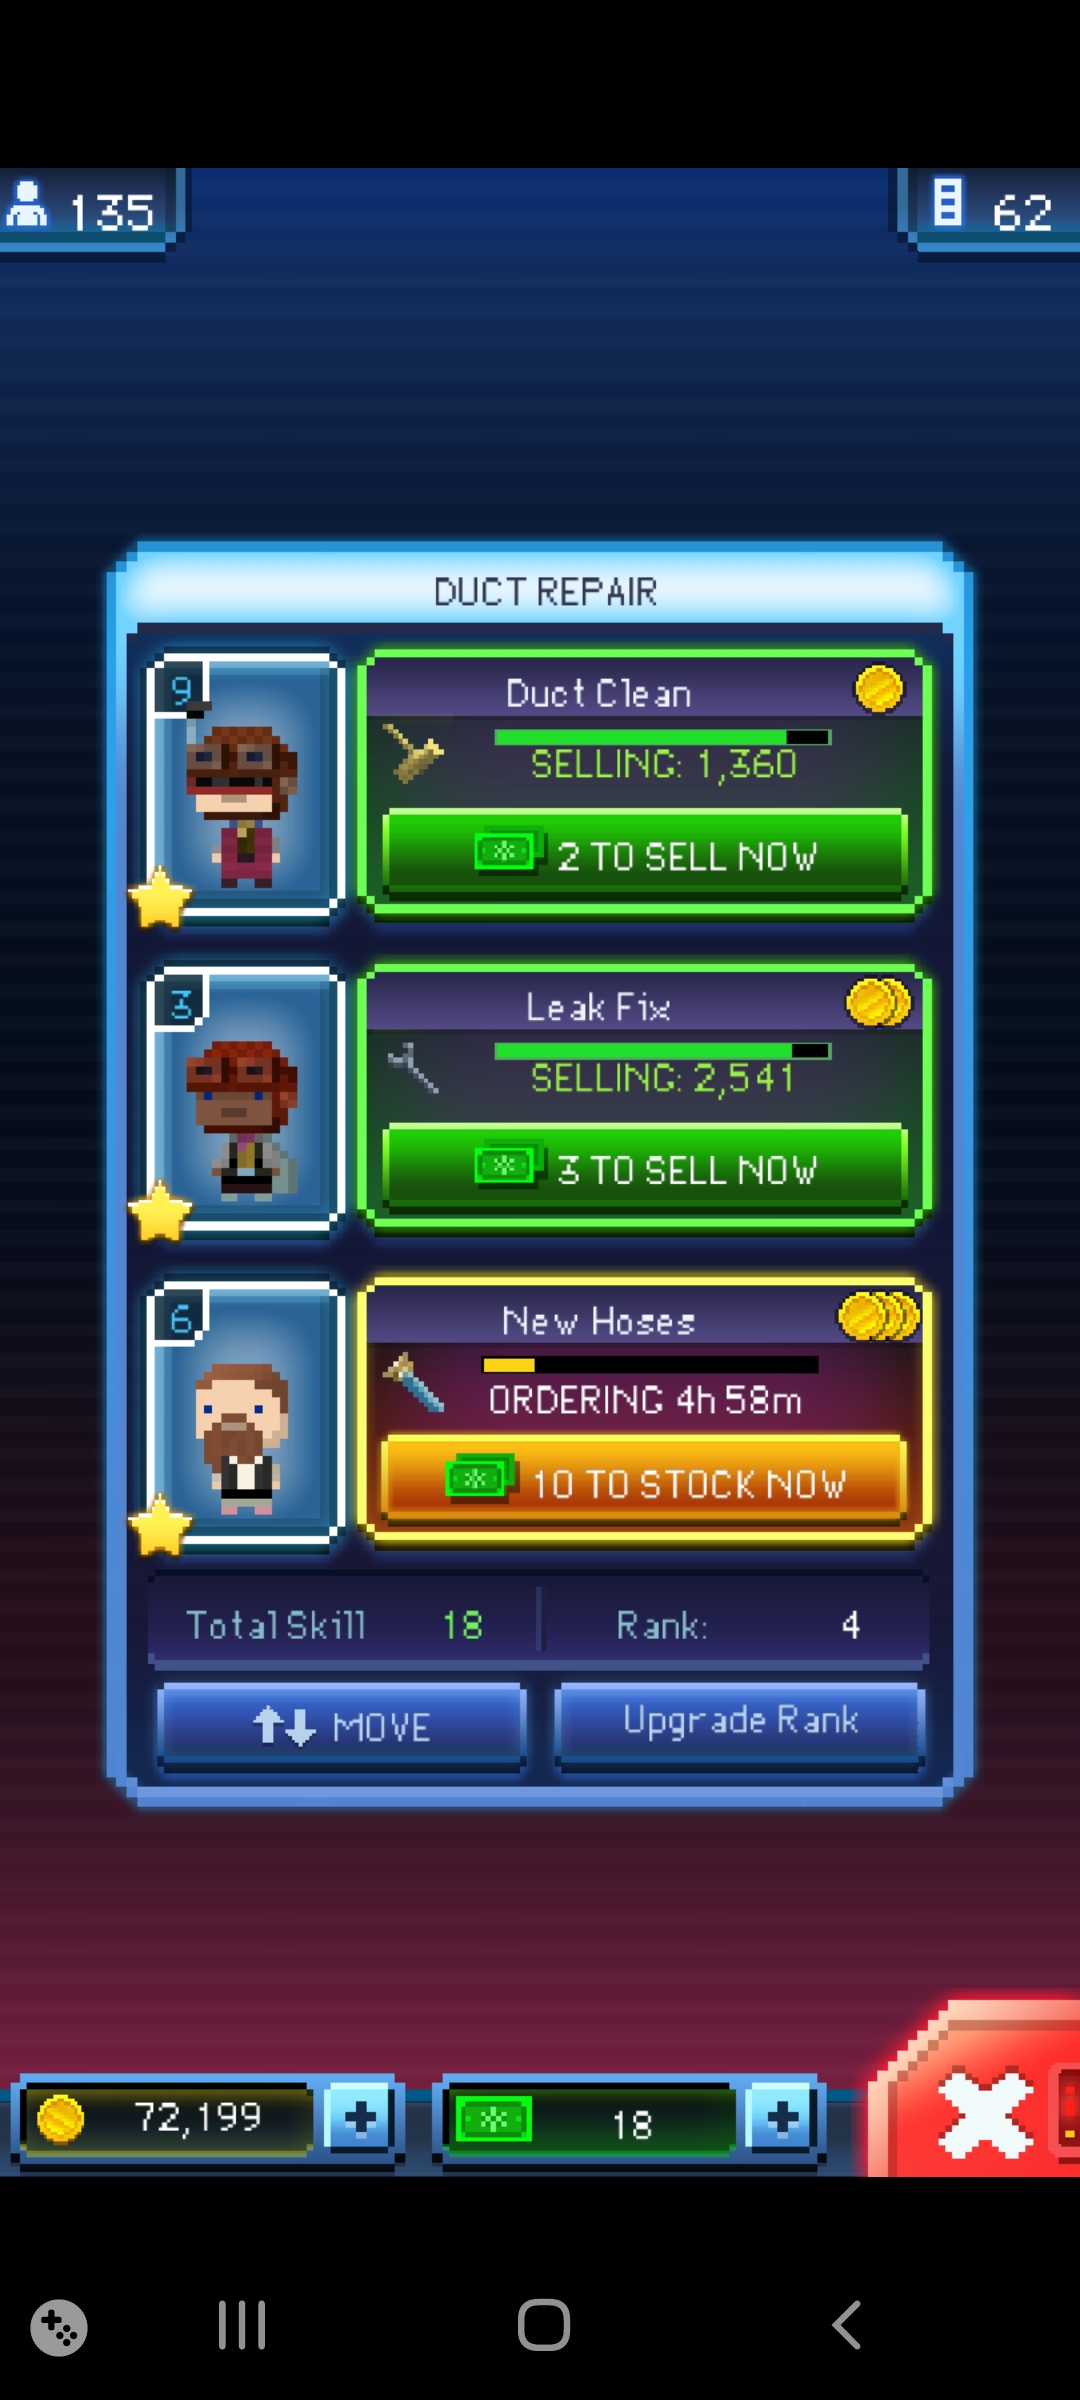 135
62
DUCT REPAIR
9
Duct Clean
SELLING: 1,360
2 TO SELL NOW
3
Leak Fix
SELLING: 2,541
3 TO SELL NOW
6
New Hoses
ORDERING 4h 58m
10 TO STOCK NOW
Total Skill 18
Rank: 4
MOVE
Upgrade Rank
72,199
18